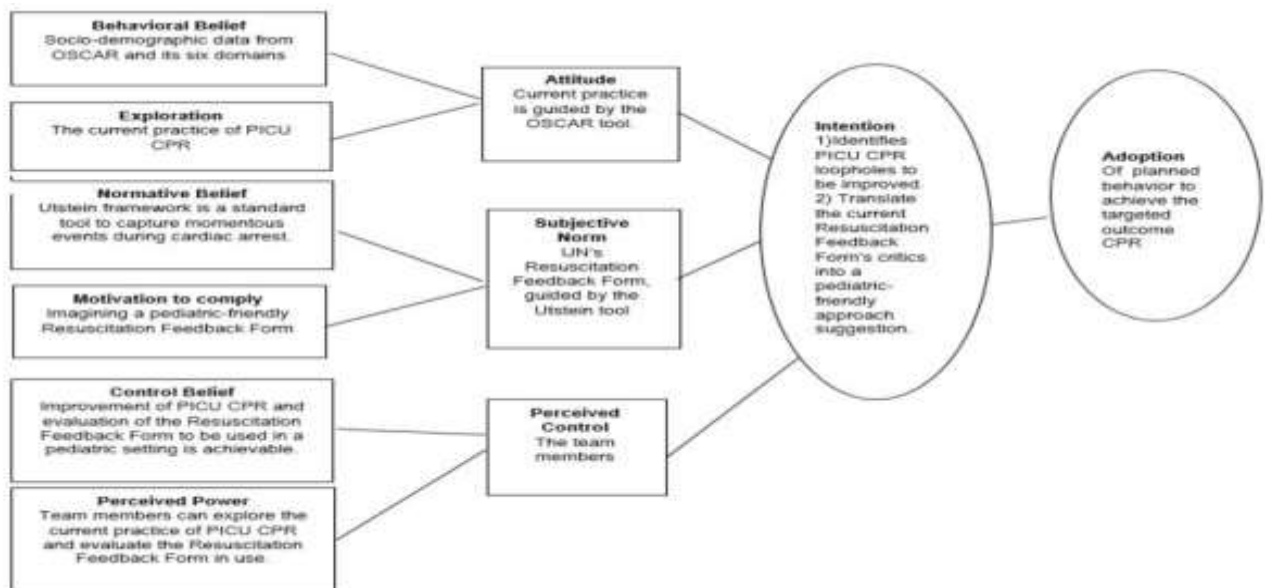 Behavioral Belief
Socio-demographic data from
OSCAR and its six domains
Exploration
The current practice of PICU
CPR
Normative Belief
Utstein framework is a standard
tool to capture momentous
events during cardiac arrest.
Motivation to comply
Imagining a pediatric-friendly
Resuscitation Feedback Form
Control Belief
Improvement of PICU CPR and
evaluation of the Resuscitation
Feedback Form to be used in a
pediatric setting is achievable.
Perceived Power
Team members can explore the
current practice of PICU CPR
and evaluate the Resuscitation
Feedback Form in use
Attitude
Current practice
is guided by the
OSCAR tool.
Subjective
Norm
IJN's
Resuscitation
Feedback Form,
guided by the
Utstein tool
Perceived
Control
The team
members
Intention
1)Identifies
PICU CPR
loopholes to
be improved.
2) Translate
the current
Resuscitation
Feedback
Form's critics
into a
pediatric-
friendly
approach
suggestion.
Adoption
Of planned
behavior to
achieve the
targeted
outcome
CPR